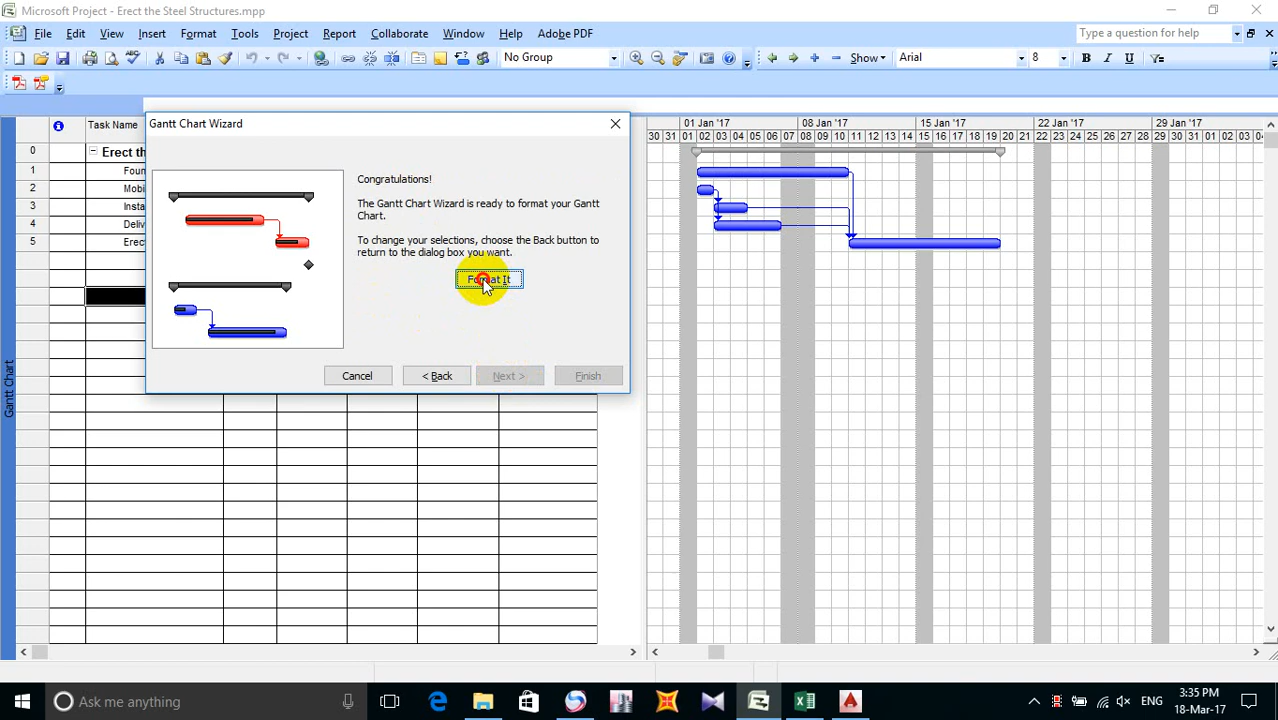 Microsoft Project - Erect the Steel Structures.mpp
File Edit View Insert Format Tools Project Report Collaborate Window Help Adobe PDF
Type a question for help
No Group
Show
Arial
8
B I U
Gantt Chart Wizard
Task Name
01 Jan '17 08 Jan '17 15 Jan '17 22 Jan '17 29 Jan '17
30 31 01 02 03 04 05 06 07 08 09 10 11 12 13 14 15 16 17 18 19 20 21 22 23 24 25 26 27 28 29 30 31 01 02 03 04
0 Erect th
1 Foun
2 Mobi
3 Insta
4 Deliv
5 Erec
Congratulations!
The Gantt Chart Wizard is ready to format your Gantt
Chart.
To change your selections, choose the Back button to
return to the dialog box you want.
Format It
Cancel
< Back
Next >
Finish
Gantt Chart
Ask me anything
ENG
3:35 PM
18-Mar-17